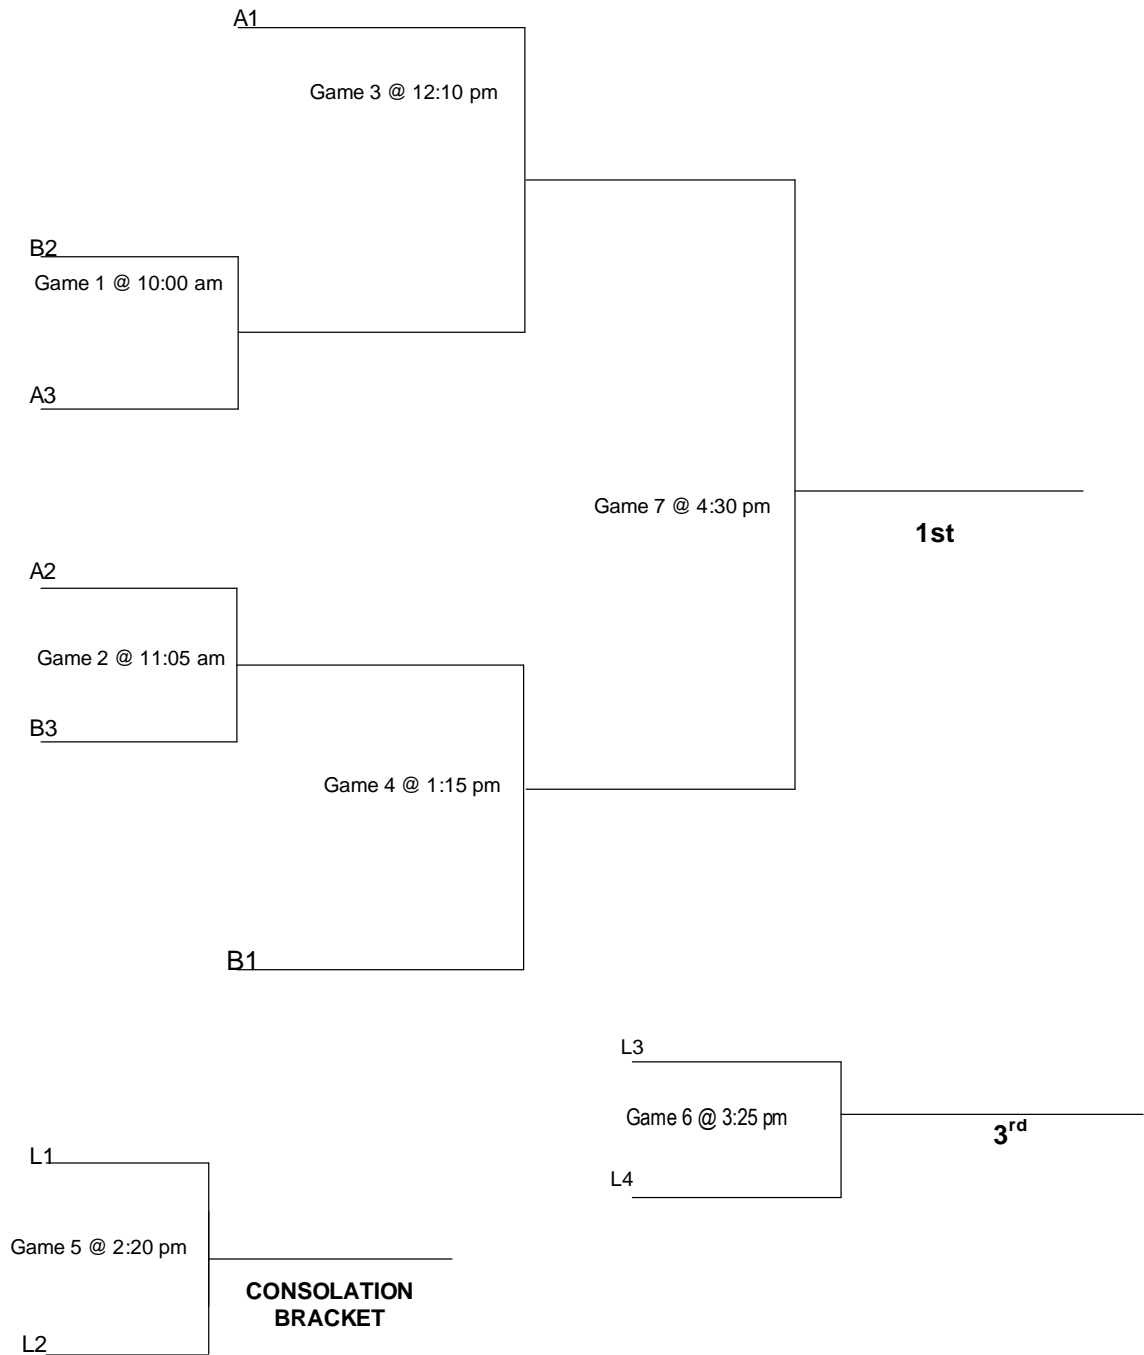 A1
Game 3 @ 12:10 pm
B2
Game 1 @ 10:00 am
A3
Game 7 @ 4:30 pm
1st
A2
Game 2 @ 11:05 am
B3
Game 4 @ 1:15 pm
B1
L3
Game 6 @ 3:25 pm
3rd
L4
L1
Game 5 @ 2:20 pm
CONSOLATION
BRACKET
L2